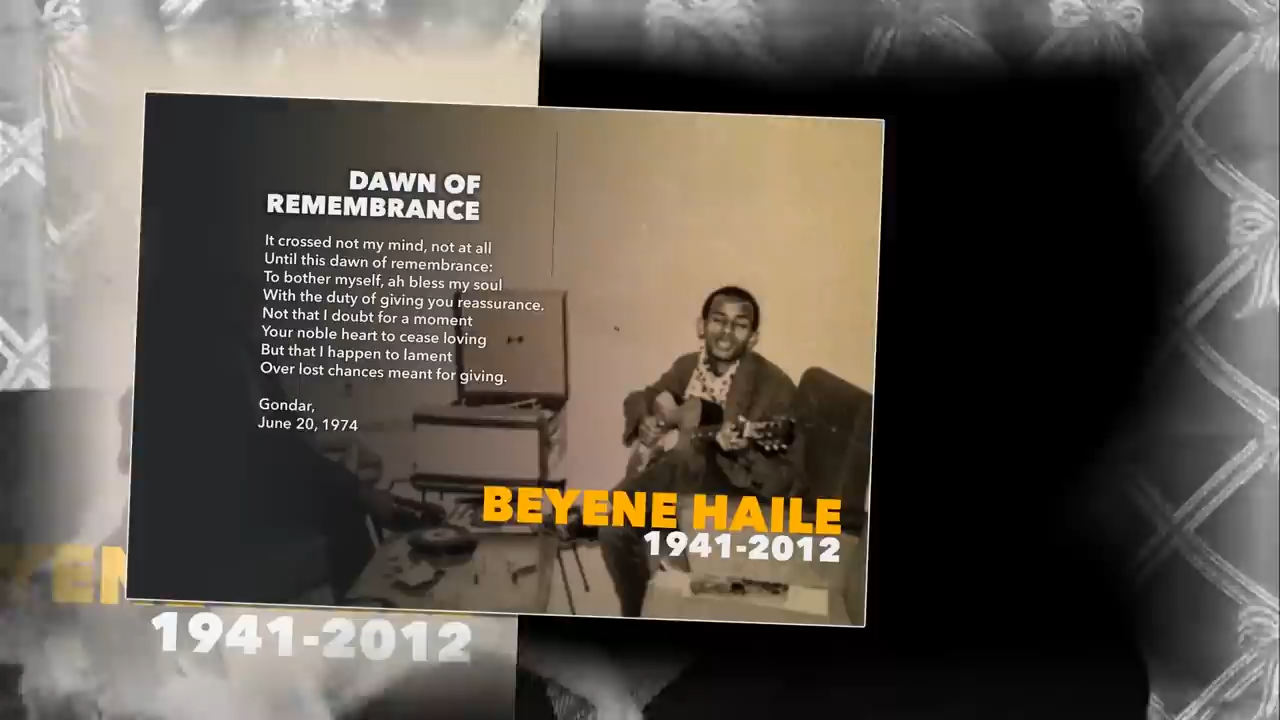 DAWN OF
REMEMBRANCE
It crossed not my mind, not at all
Until this dawn of remembrance:
To bother myself, ah bless my soul
With the duty of giving you reassurance.
Not that I doubt for a moment
Your noble heart to cease loving
But that I happen to lament
Over lost chances meant for giving.
Gondar,
June 20, 1974
BEYENE HAILE
1941-2012
1941-2012